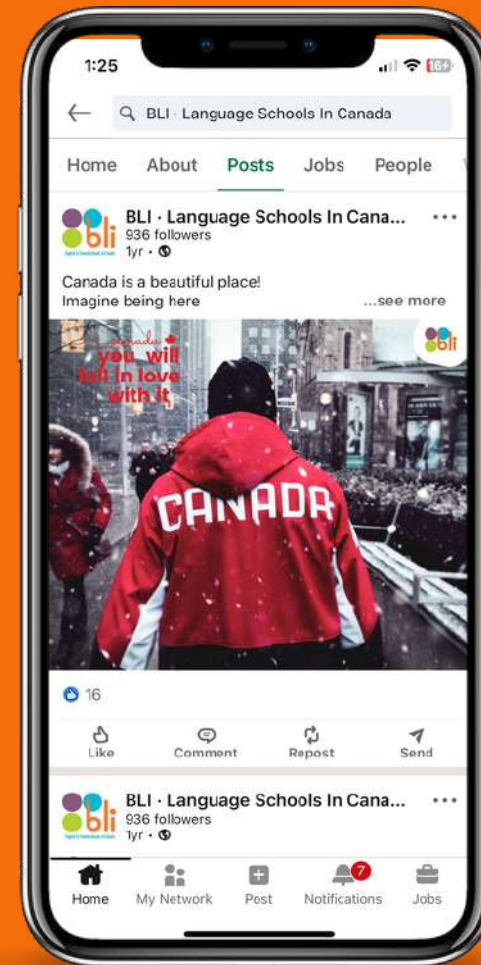 1:25
16+
BLI · Language Schools In Canada
Home About Posts Jobs People
bli
BLI · Language Schools In Cana...
936 followers
1yr •
Canada is a beautiful place!
Imagine being here ...see more
canada
you will
fall in love
with it
bli
CANADA
16
Like Comment Repost Send
bli
BLI · Language Schools In Cana...
936 followers
1yr •
7
Home My Network Post Notifications Jobs